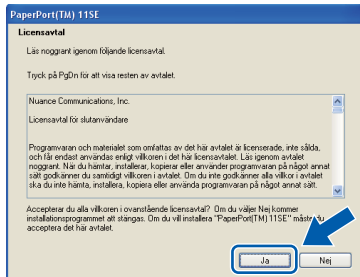 PaperPort(TM) 11SE
Licensavtal
Läs noggrant igenom följande licensavtal.
Tryck på PgDn för att visa resten av avtalet.
Nuance Communications, Inc.
Licensavtal för slutanvändare
Programvaran och materialet som omfattas av det här avtalet är licenserade, inte sålda,
och får endast användas enligt villkoren i det här licensavtalet. Läs igenom avtalet
noggrant. När du hämtar, installerar, kopierar eller använder programvaran på något annat
sätt godkänner du samtidigt villkoren i avtalet. Om du inte godkänner alla villkor i avtalet
ska du inte hämta, installera, kopiera eller använda programvaran på något annat sätt.
Accepterar du alla villkoren i ovanstående licensavtal? Om du väljer Nej kommer
installationsprogrammet att stängas. Om du vill installera "PaperPort(TM) 11SE" måste du
acceptera det här avtalet.
Ja
Nej